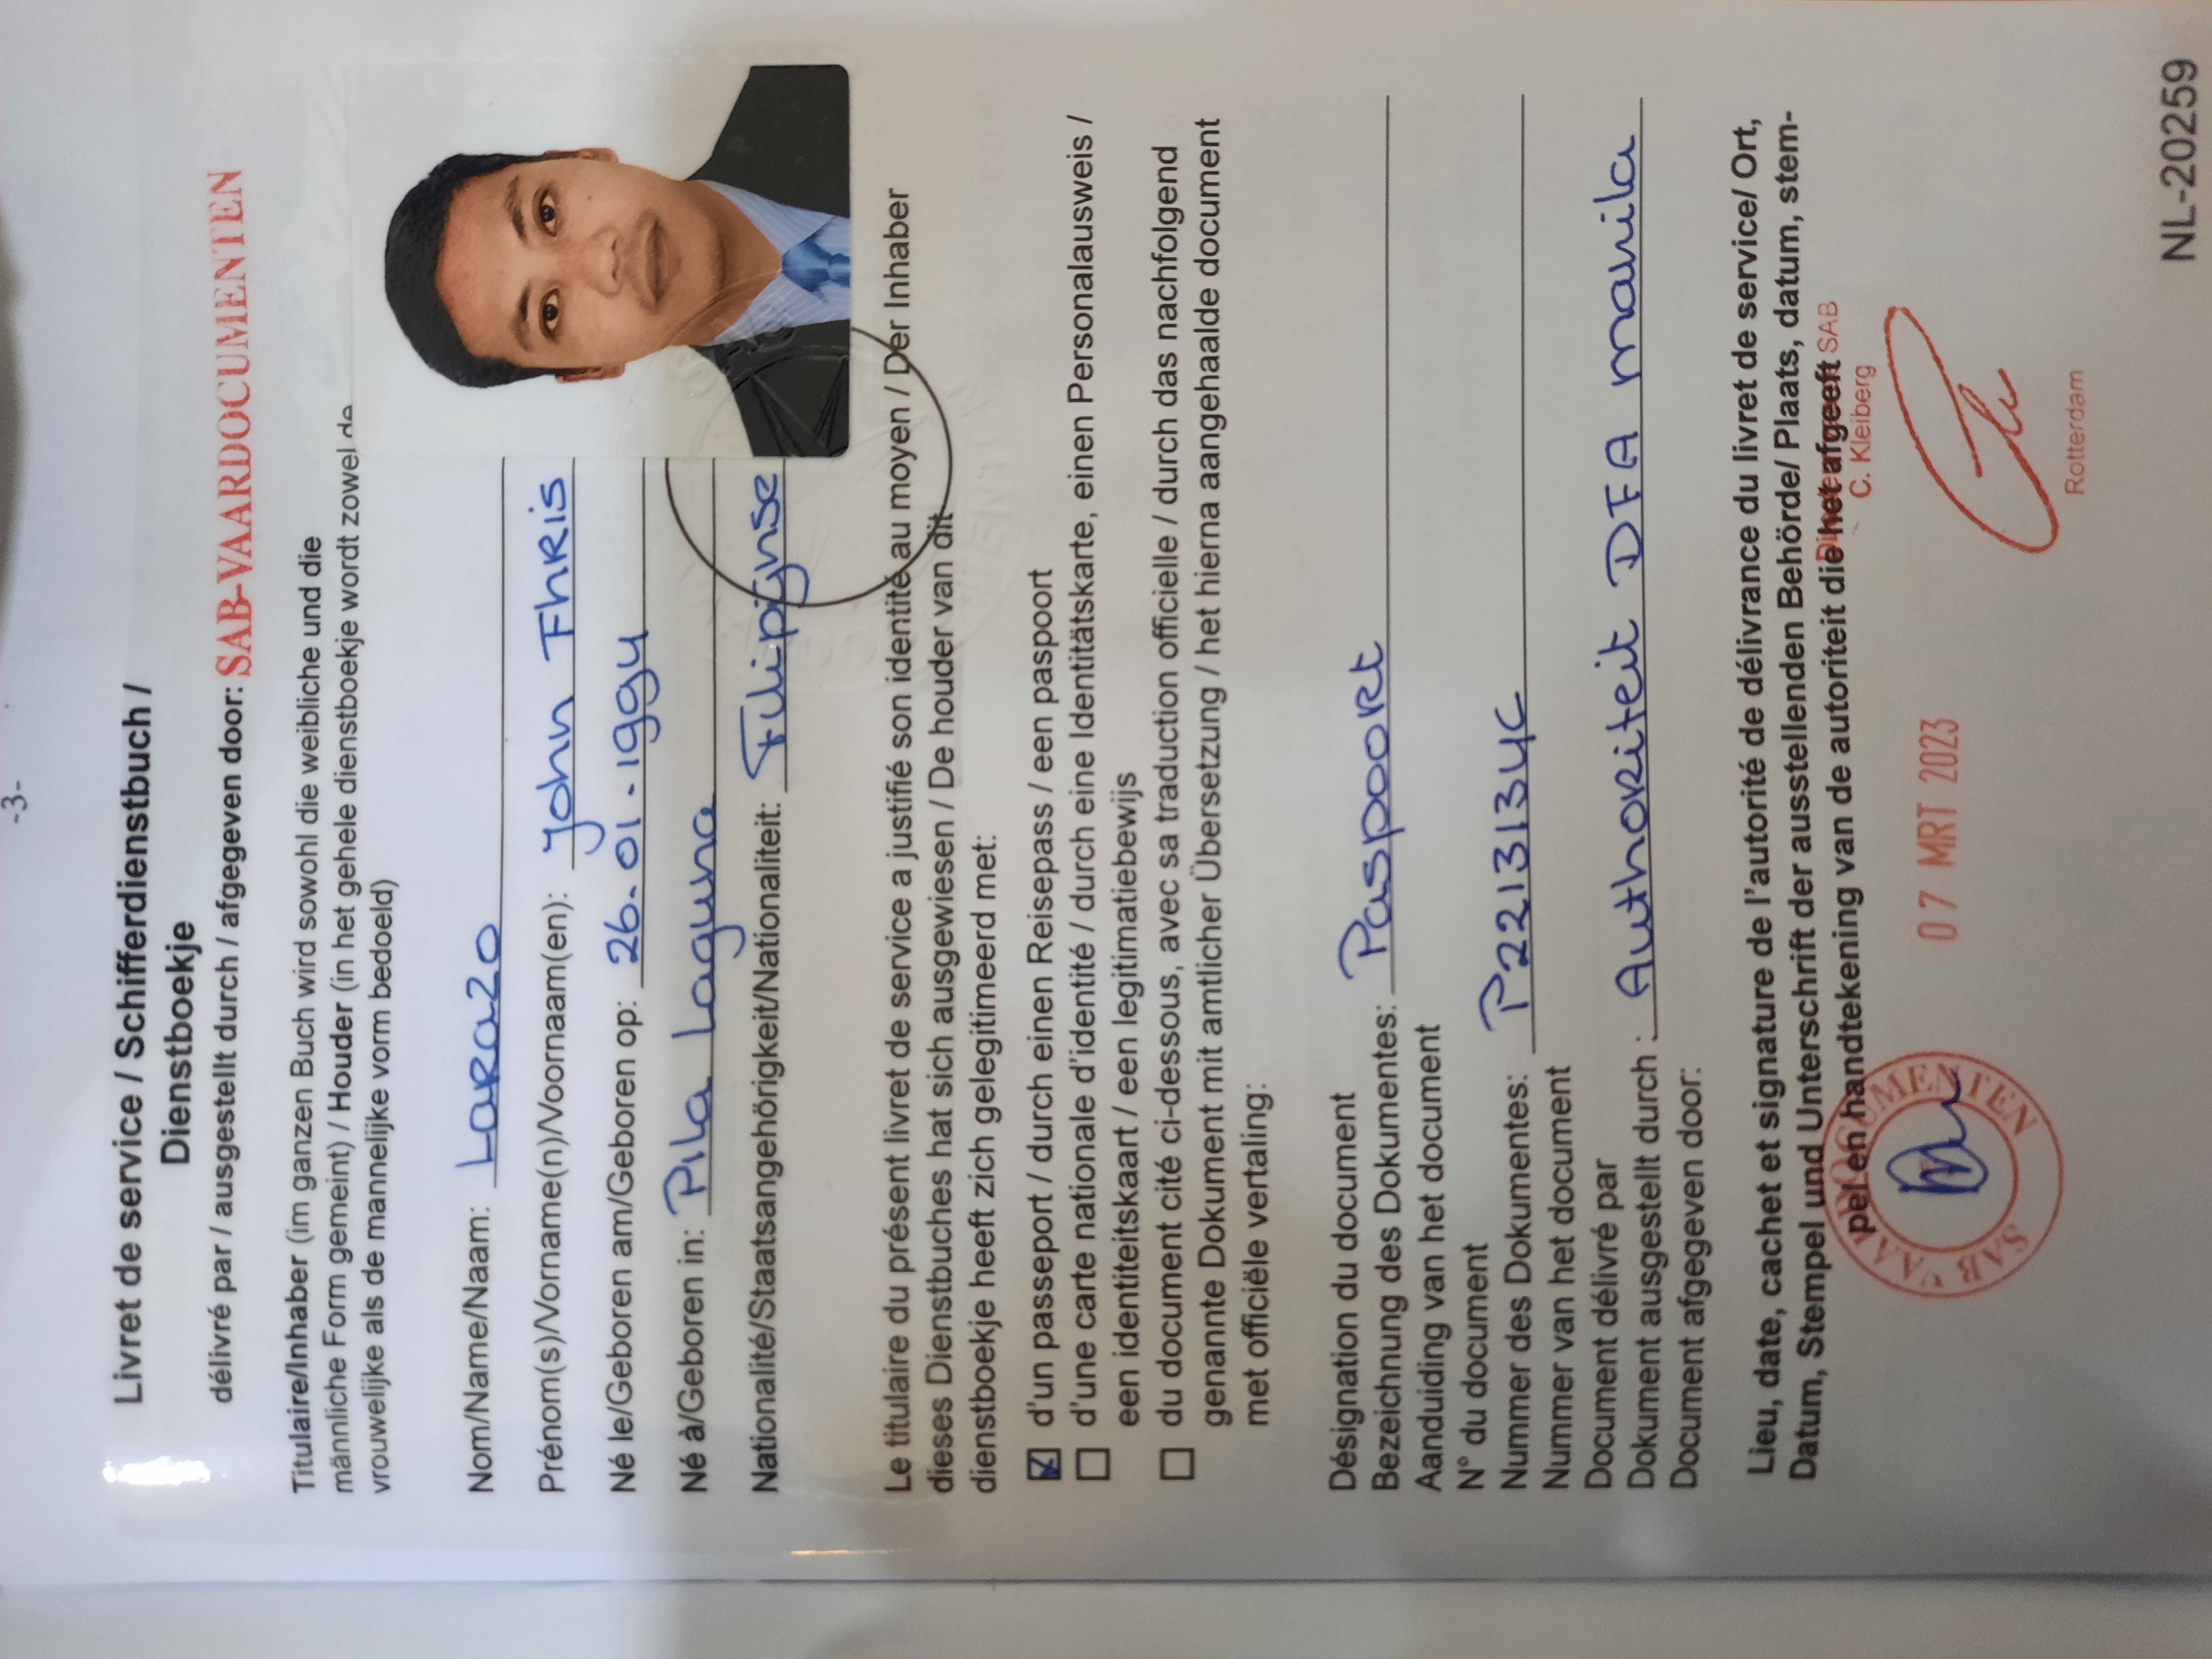 -3-
Livret de service / Schifferdienstbuch /
Dienstboekje
délivré par / ausgestellt durch / afgegeven door: SAB-VAARDOCUMENTEN
Titulaire/Inhaber (im ganzen Buch wird sowohl die weibliche und die
männliche Form gemeint) / Houder (in het gehele dienstboekje wordt zowel de
vrouwelijke als de mannelijke vorm bedoeld)
Nom/Name/Naam: Larazo
Prénom(s)/Vorname(n)/Voornaam(en): John Fhris
Né le/Geboren am/Geboren op: 26-01-1994
Né à/Geboren in: Pila Laguna
Nationalité/Staatsangehörigkeit/Nationaliteit: Filipijnse
Le titulaire du présent livret de service a justifié son identité au moyen / Der Inhaber
dieses Dienstbuches hat sich ausgewiesen / De houder van dit
dienstboekje heeft zich gelegitimeerd met:
d'un passeport / durch einen Reisepass / een paspoort
d'une carte nationale d'identité / durch eine Identitätskarte, einen Personalausweis /
een identiteitskaart / een legitimatiebewijs
du document cité ci-dessous, avec sa traduction officielle / durch das nachfolgend
genannte Dokument mit amtlicher Übersetzung / het hierna aangehaalde document
met officiële vertaling:
Désignation du document
Bezeichnung des Dokumentes: Paspoort
Aanduiding van het document
N° du document
Nummer des Dokumentes: P2213134C
Nummer van het document
Document délivré par
Dokument ausgestellt durch : Authoriteit DFA manila
Document afgegeven door:
Lieu, date, cachet et signature de l'autorité de délivrance du livret de service/ Ort,
Datum, Stempel und Unterschrift der ausstellenden Behörde/ Plaats, datum, stem-
pel en handtekening van de autoriteit die het afgeeft
SAB
C. Kleiberg
SAB VAARDOCUMENTEN
07 MRT 2023
Rotterdam
NL-20259